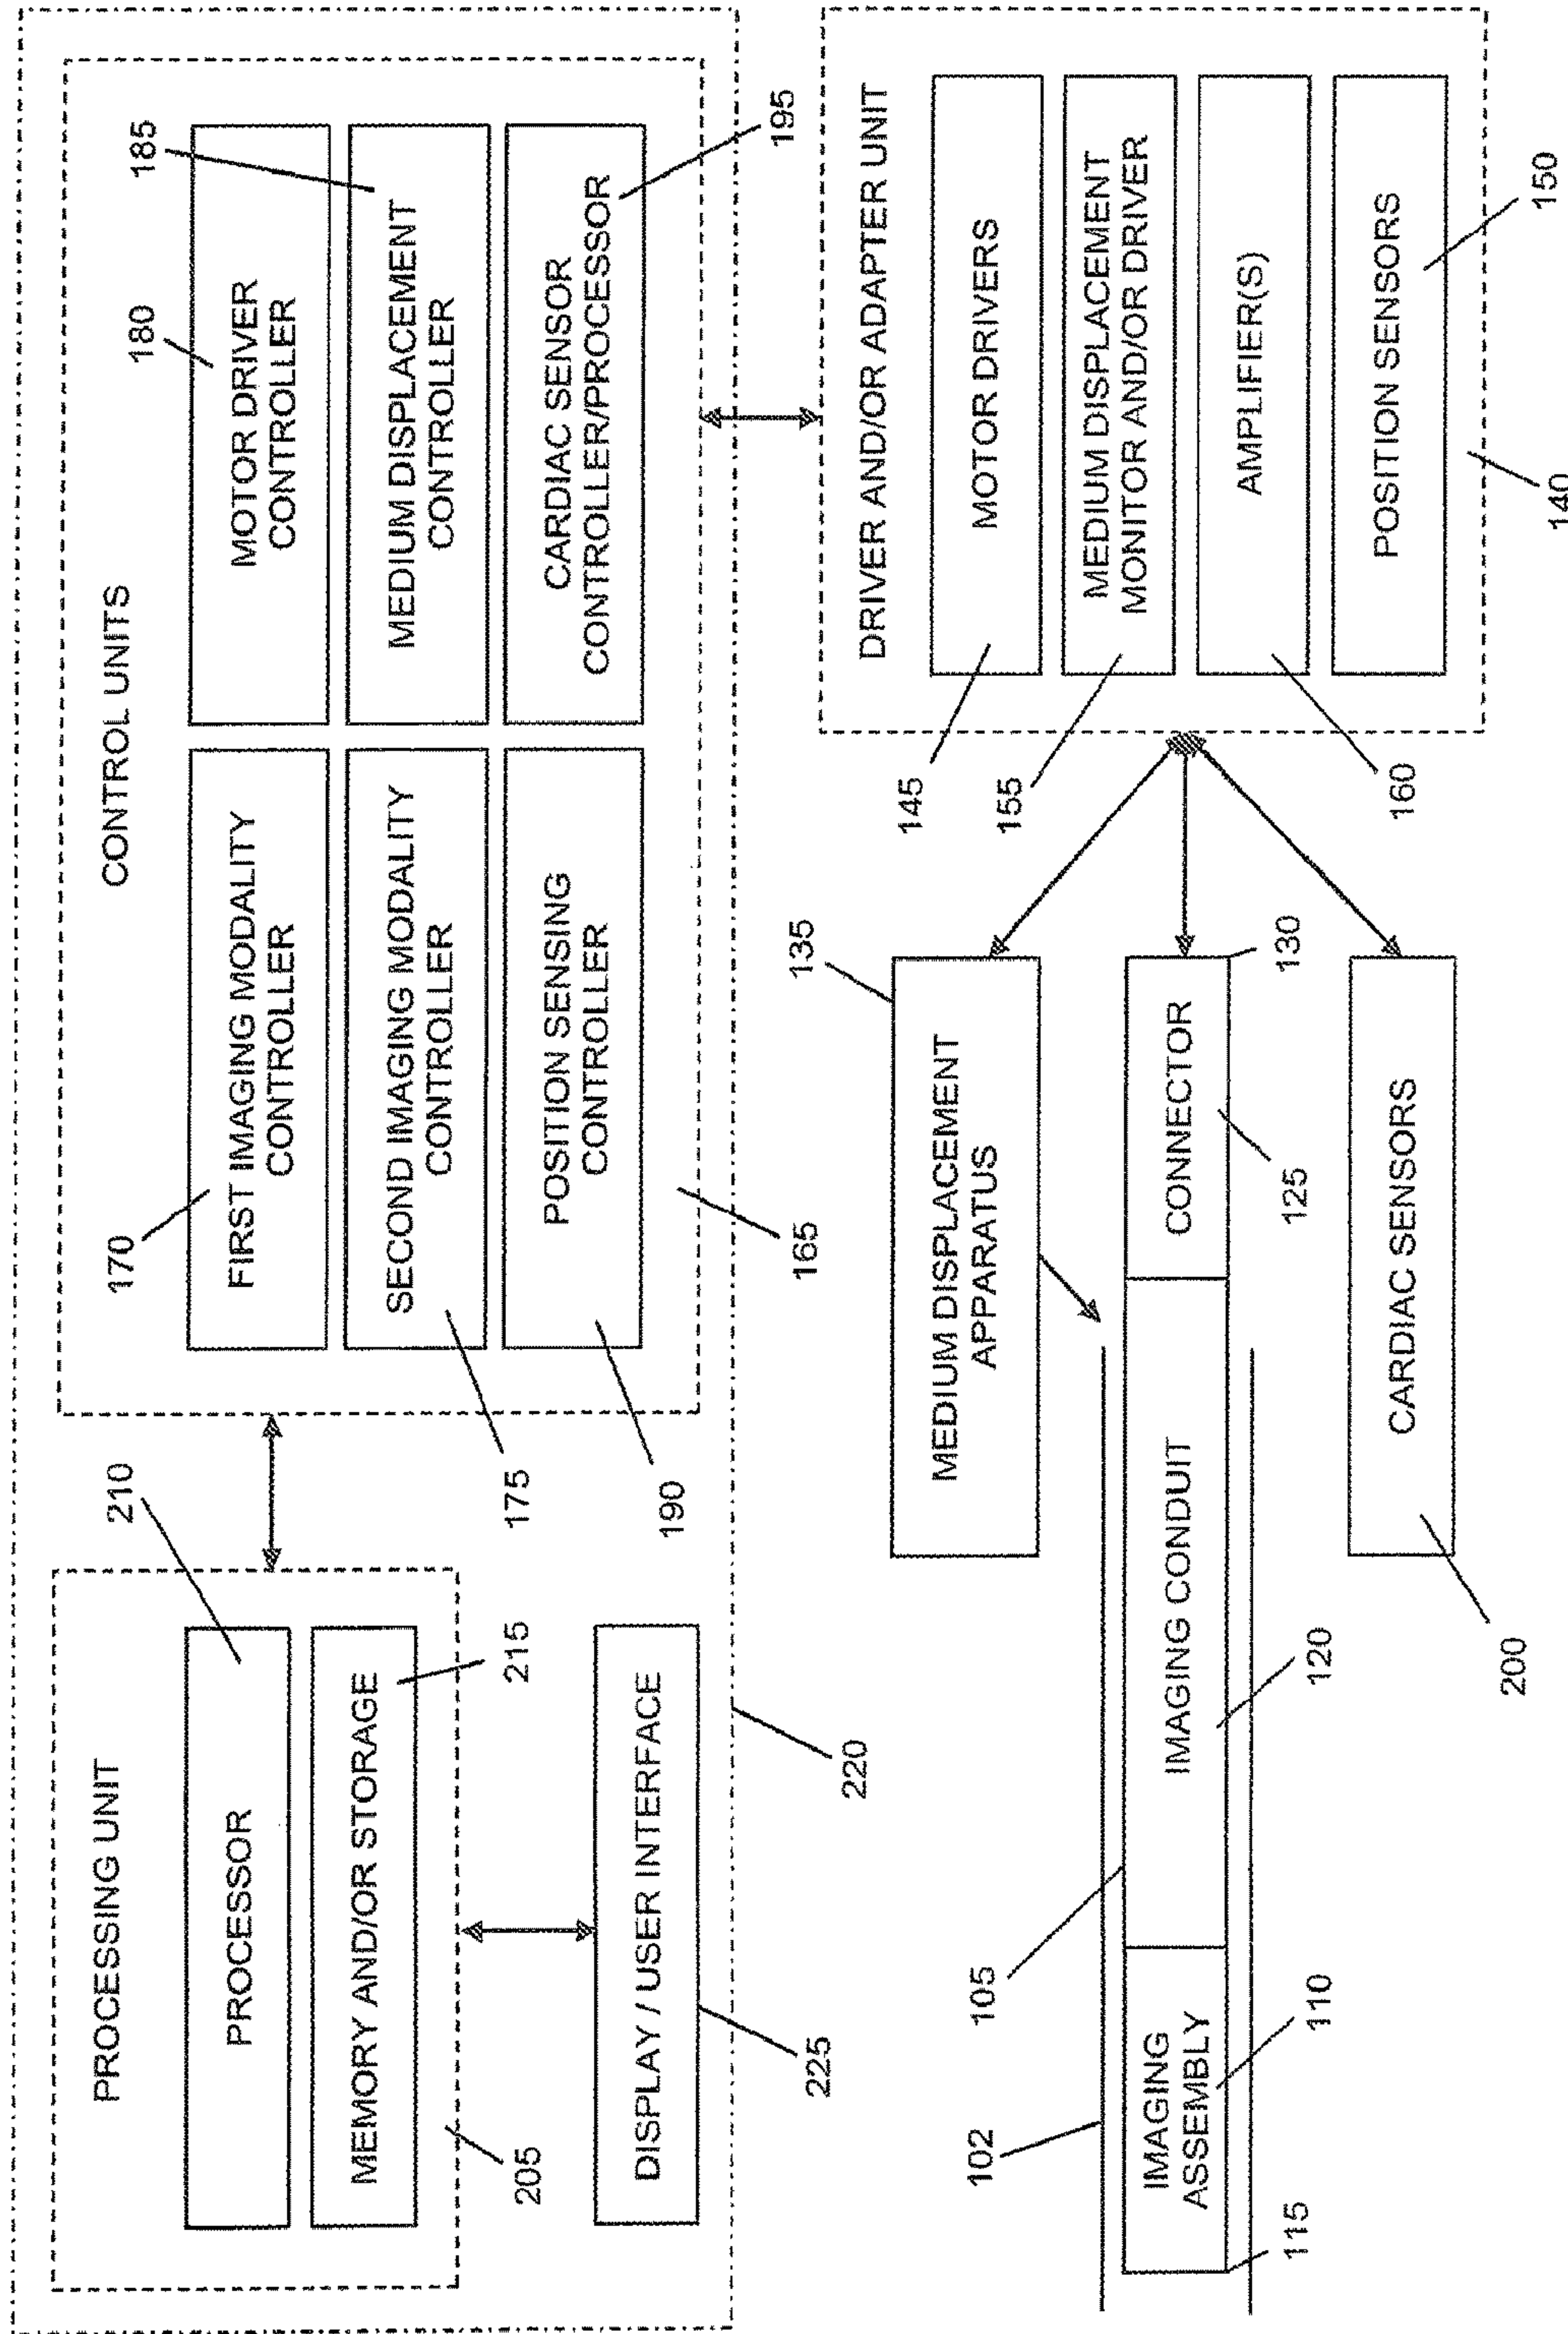 PROCESSING UNIT
PROCESSOR
210
MEMORY AND/OR STORAGE
215
205
DISPLAY / USER INTERFACE
225
220
CONTROL UNITS
170
FIRST IMAGING MODALITY
CONTROLLER
180
MOTOR DRIVER
CONTROLLER
185
SECOND IMAGING MODALITY
CONTROLLER
175
MEDIUM DISPLACEMENT
CONTROLLER
POSITION SENSING
CONTROLLER
190
CARDIAC SENSOR
CONTROLLER/PROCESSOR
195
165
102
105
IMAGING
ASSEMBLY
115
110
IMAGING CONDUIT
120
CONNECTOR
125
130
MEDIUM DISPLACEMENT
APPARATUS
135
CARDIAC SENSORS
200
DRIVER AND/OR ADAPTER UNIT
MOTOR DRIVERS
145
MEDIUM DISPLACEMENT
MONITOR AND/OR DRIVER
155
AMPLIFIER(S)
160
POSITION SENSORS
150
140